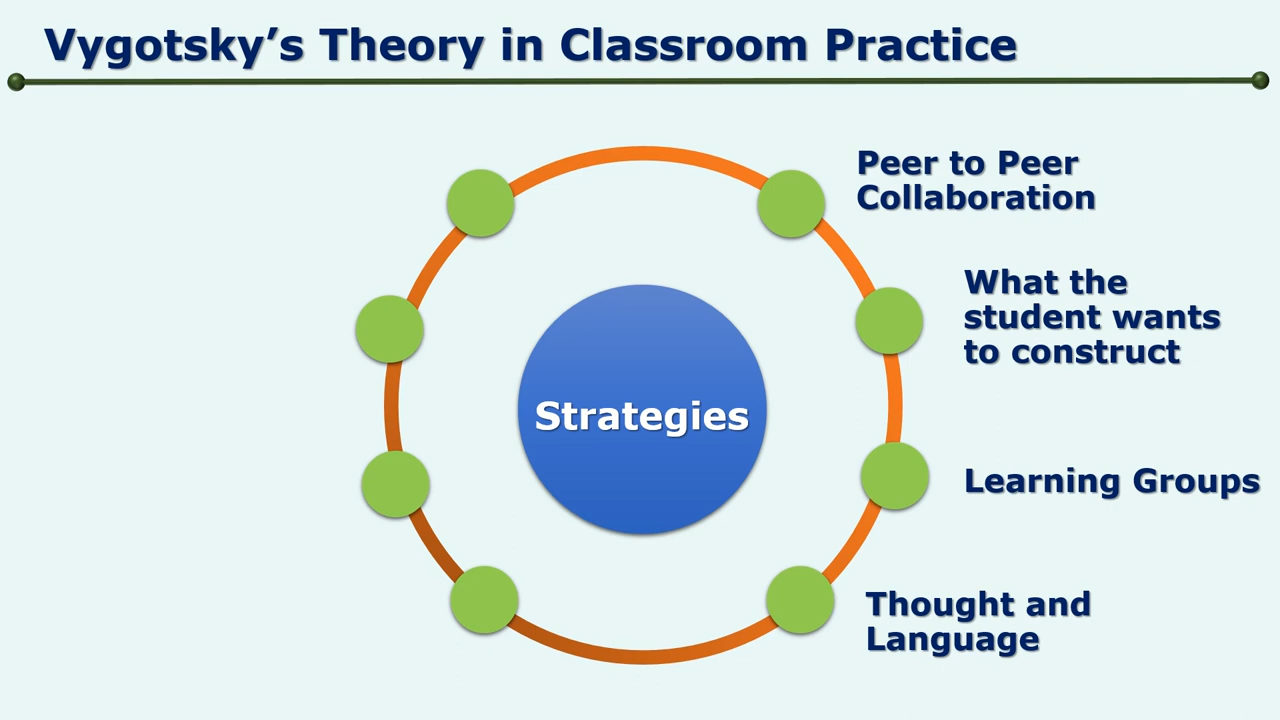 Vygotsky’s Theory in Classroom Practice
Peer to Peer
Collaboration
What the
student wants
to construct
Strategies
Learning Groups
Thought and
Language